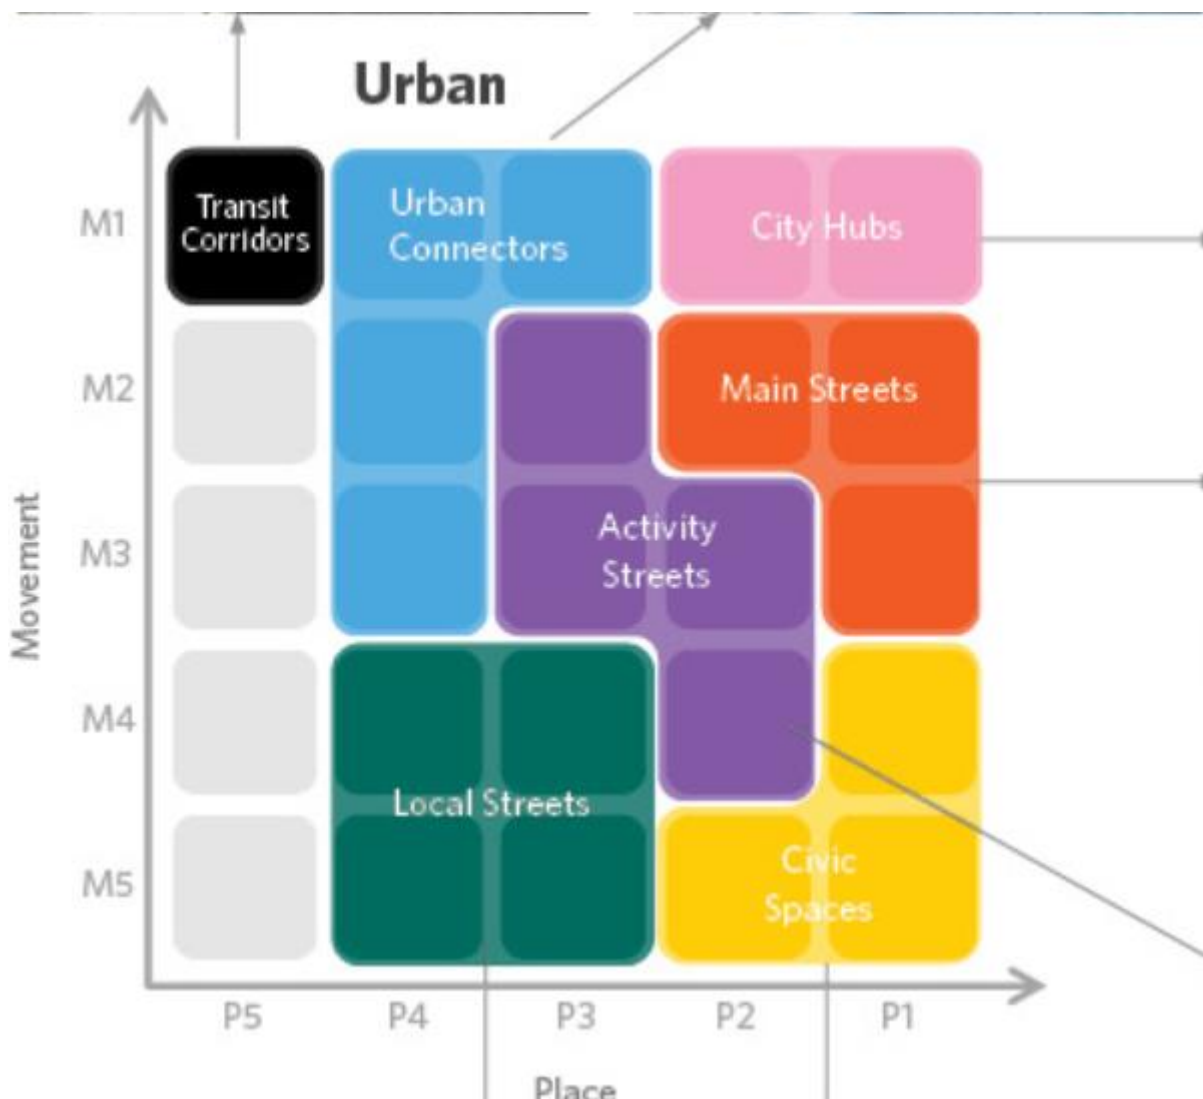 Urban
M1
Transit
Corridors
Urban
Connectors
City Hubs
M2
Main Streets
Movement
M3
Activity
Streets
M4
Local Streets
M5
Civic
Spaces
P5
P4
P3
P2
P1
Place